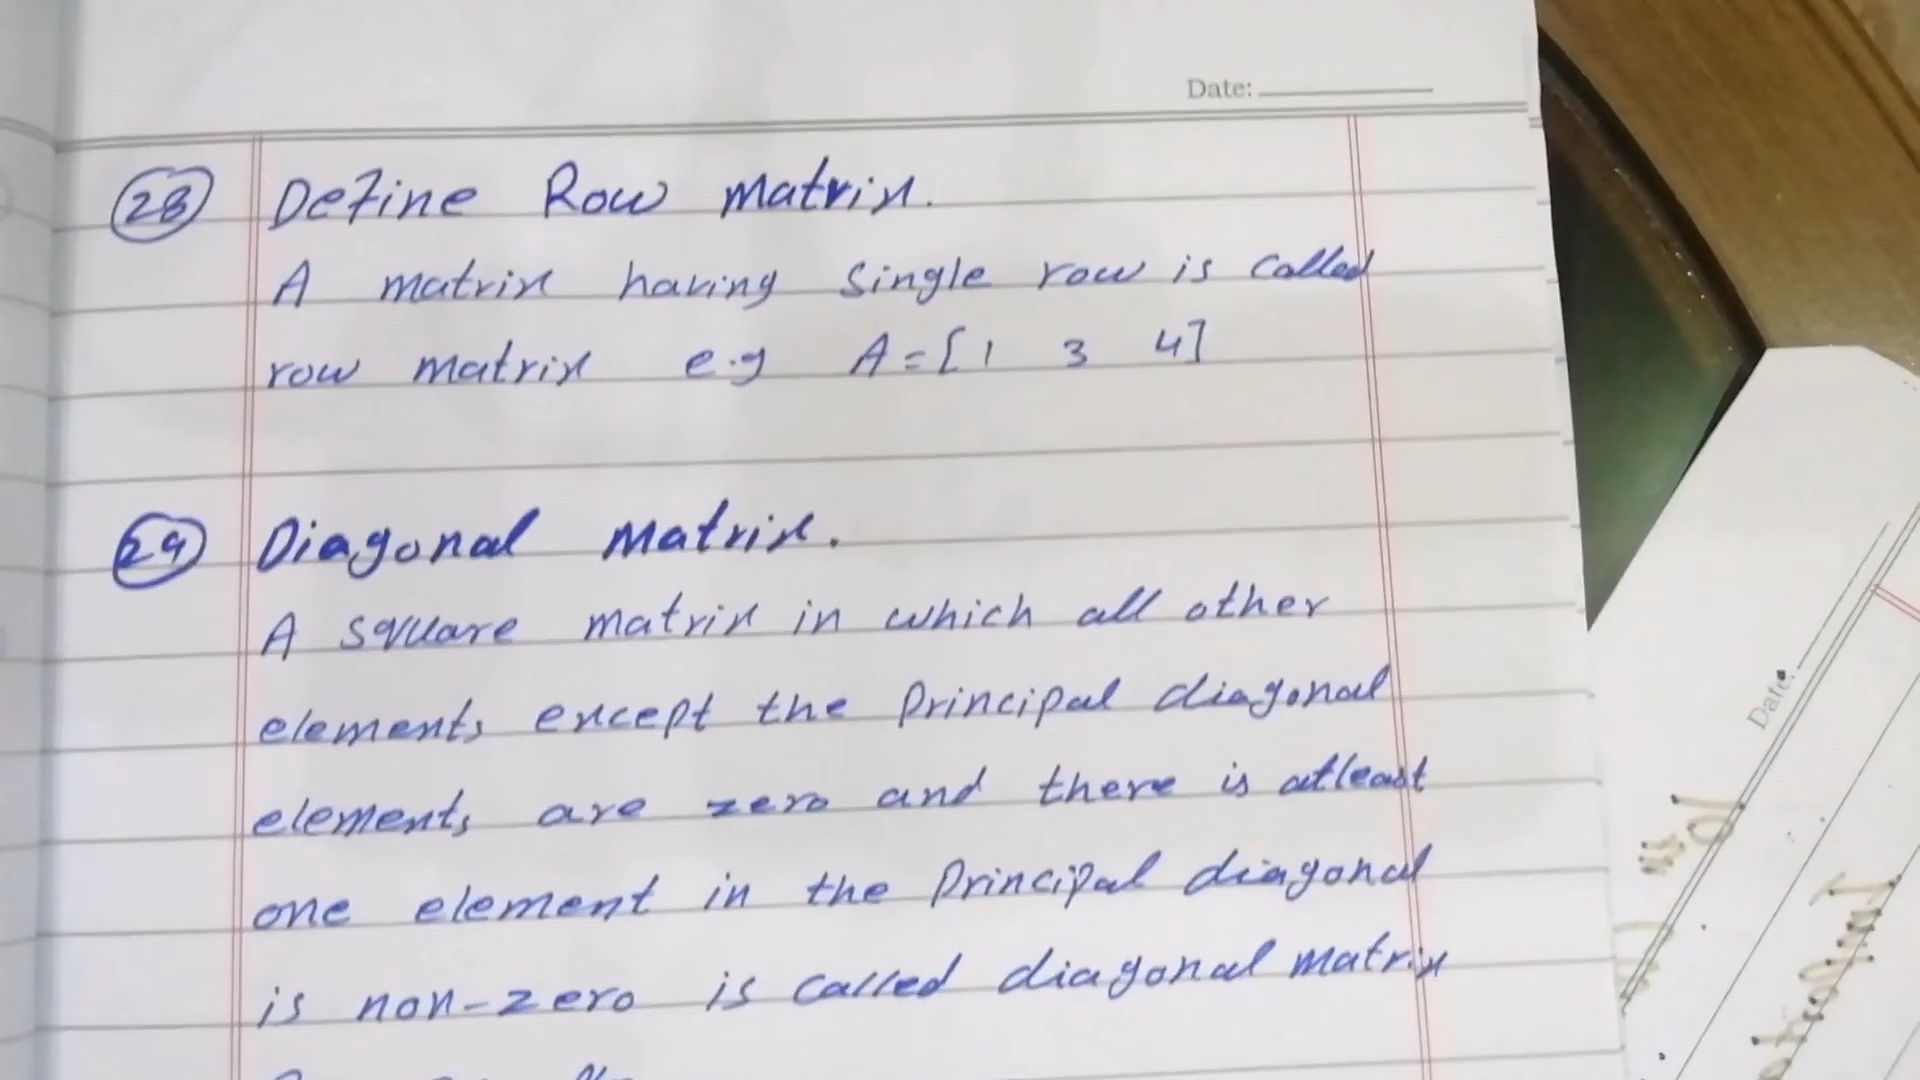 Date:
28 Define Row matrix.
A matrix having single row is called
row matrix e.g A=[1 3 4]
29 Diagonal matrix.
A square matrix in which all other
elements except the Principal diagonal
elements are zero and there is atleast
one element in the Principal diagonal
is non-zero is called diagonal matrix
Date: